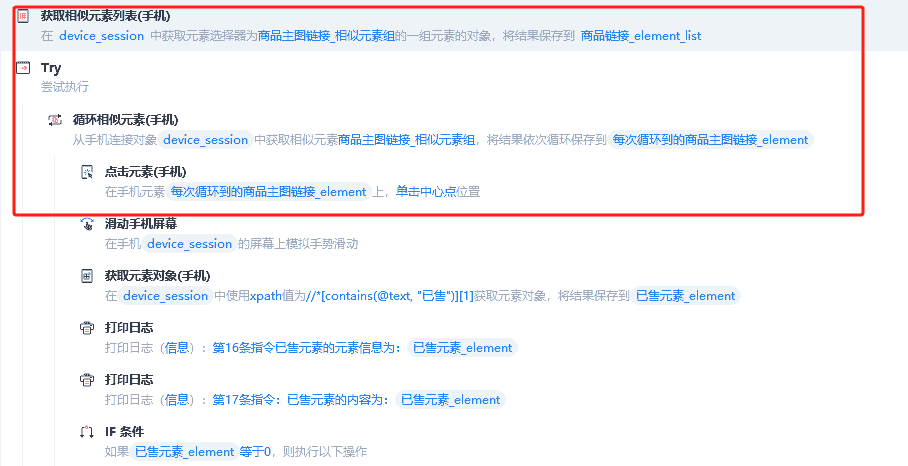 获取相似元素列表(手机)
在 device_session 中获取元素选择器为商品主图链接_相似元素组的一组元素的对象，将结果保存到 商品链接_element_list
Try
尝试执行
循环相似元素(手机)
从手机连接对象 device_session 中获取相似元素商品主图链接_相似元素组，将结果依次循环保存到 每次循环到的商品主图链接_element
点击元素(手机)
在手机元素 每次循环到的商品主图链接_element 上，单击中心点位置
滑动手机屏幕
在手机 device_session 的屏幕上模拟手势滑动
获取元素对象(手机)
在 device_session 中使用xpath值为//*[contains(@text, "已售")][1]获取元素对象，将结果保存到 已售元素_element
打印日志
打印日志（信息）：第16条指令已售元素的元素信息为： 已售元素_element
打印日志
打印日志（信息）：第17条指令：已售元素的内容为： 已售元素_element
IF 条件
如果 已售元素_element 等于0，则执行以下操作